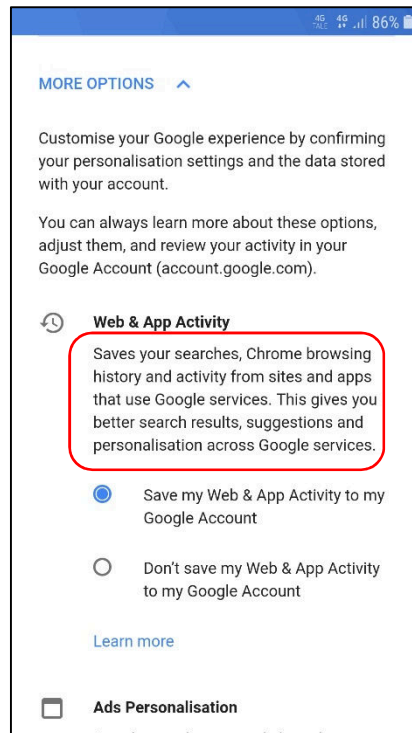 4G 4G 86%
MORE OPTIONS
Customise your Google experience by confirming
your personalisation settings and the data stored
with your account.
You can always learn more about these options,
adjust them, and review your activity in your
Google Account (account.google.com).
Web & App Activity
Saves your searches, Chrome browsing
history and activity from sites and apps
that use Google services. This gives you
better search results, suggestions and
personalisation across Google services.
Save my Web & App Activity to my
Google Account
Don't save my Web & App Activity
to my Google Account
Learn more
Ads Personalisation